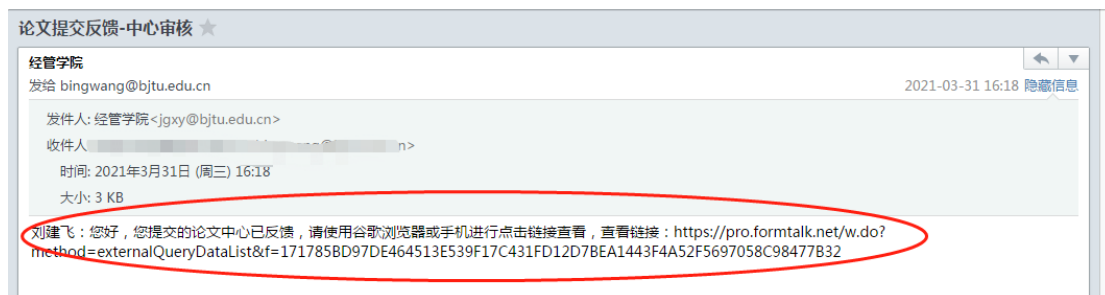 论文提交反馈-中心审核
经管学院
发给 bingwang@bjtu.edu.cn
2021-03-31 16:18 隐藏信息
发件人: 经管学院<jgxy@bjtu.edu.cn>
收件人
n>
时间: 2021年3月31日 (周三) 16:18
大小: 3 KB
刘建飞：您好，您提交的论文中心已反馈，请使用谷歌浏览器或手机进行点击链接查看，查看链接：https://pro.formtalk.net/w.do?
method=externalQueryDataList&f=171785BD97DE464513E539F17C431FD12D7BEA1443F4A52F5697058C98477B32